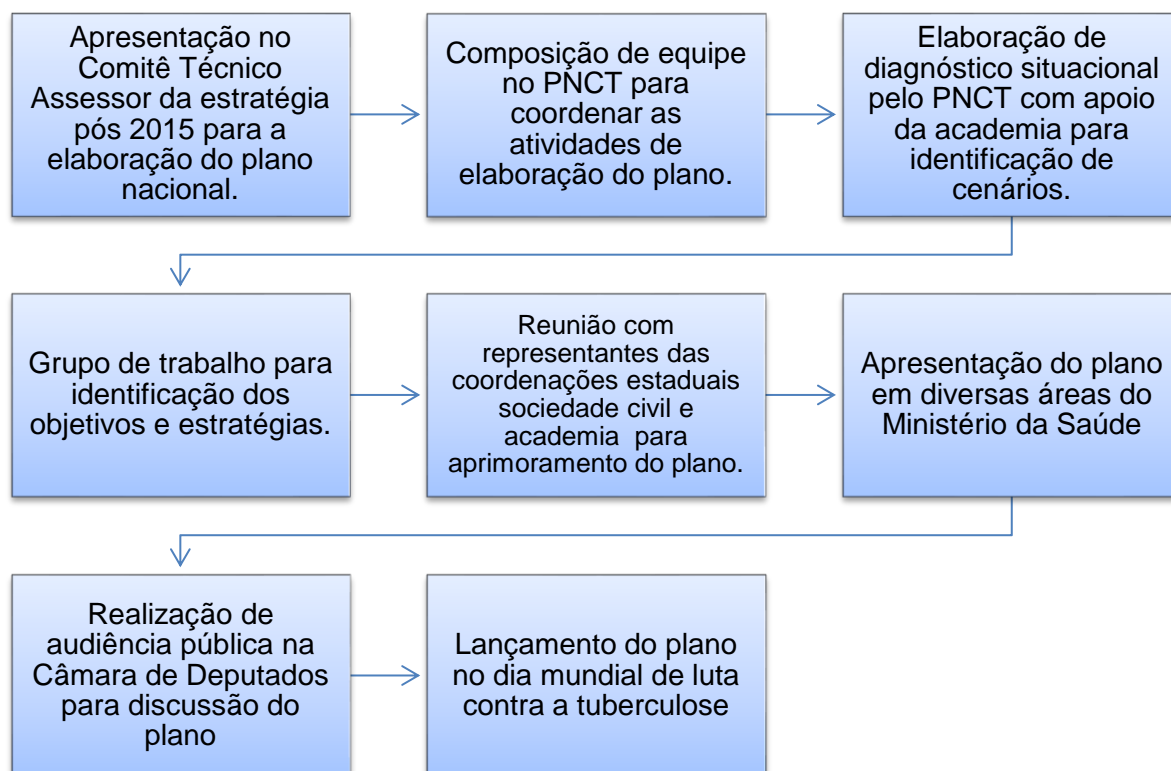 Apresentação no
Comitê Técnico
Assessor da estratégia
pós 2015 para a
elaboração do plano
nacional.
Composição de equipe
no PNCT para
coordenar as
atividades de
elaboração do plano.
Elaboração de
diagnóstico situacional
pelo PNCT com apoio
da academia para
identificação de
cenários.
Grupo de trabalho para
identificação dos
objetivos e estratégias.
Reunião com
representantes das
coordenações estaduais
sociedade civil e
academia para
aprimoramento do plano.
Apresentação do plano
em diversas áreas do
Ministério da Saúde
Realização de
audiência pública na
Câmara de Deputados
para discussão do
plano
Lançamento do plano
no dia mundial de luta
contra a tuberculose